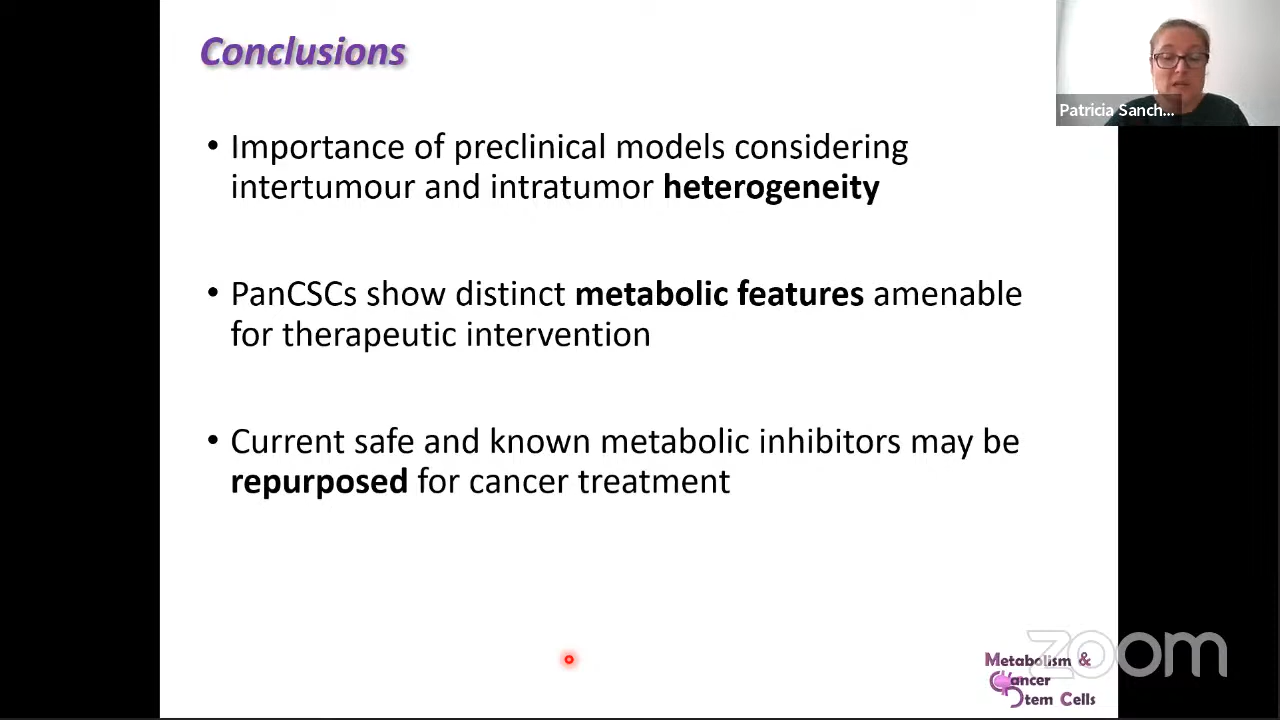 Conclusions
Patricia Sanch...
• Importance of preclinical models considering
intertumour and intratumor heterogeneity
• PanCSCs show distinct metabolic features amenable
for therapeutic intervention
• Current safe and known metabolic inhibitors may be
repurposed for cancer treatment
zoom
Metabolism &
Cancer
Stem Cells